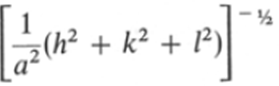 [1/a² (h² + k² + l²)]^-½